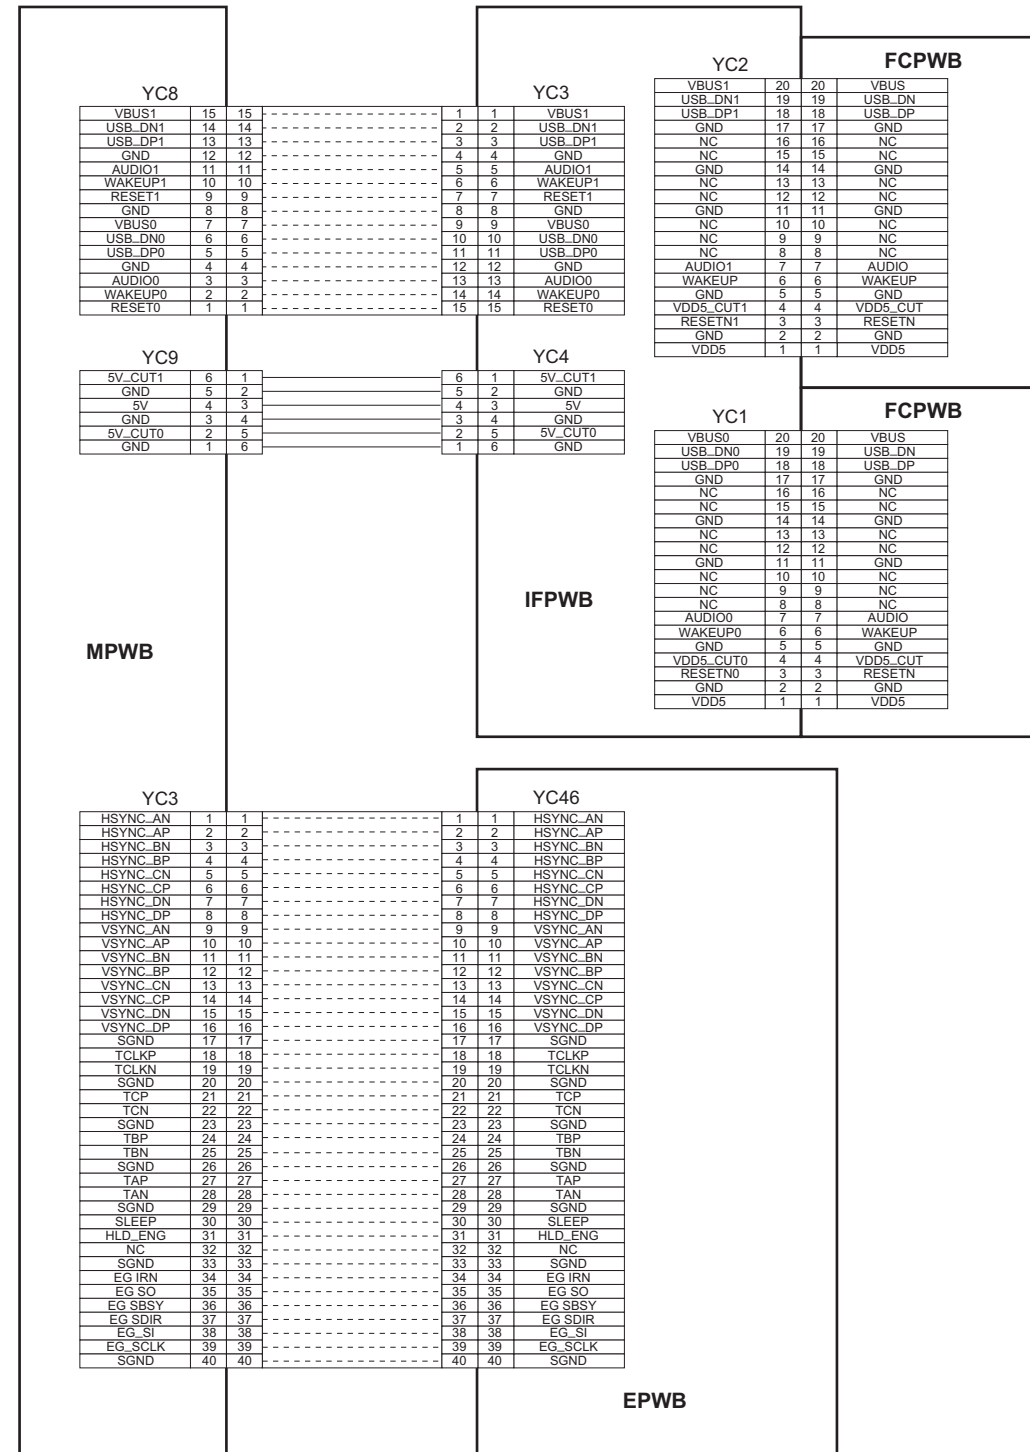 FCPWB
YC2
VBUS1 20 20 VBUS
USB_DN1 19 19 USB_DN
USB_DP1 18 18 USB_DP
GND 17 17 GND
NC 16 16 NC
NC 15 15 NC
GND 14 14 GND
NC 13 13 NC
NC 12 12 NC
GND 11 11 GND
NC 10 10 NC
NC 9 9 NC
NC 8 8 NC
AUDIO1 7 7 AUDIO
WAKEUP 6 6 WAKEUP
GND 5 5 GND
VDD5_CUT1 4 4 VDD5_CUT
RESETN1 3 3 RESETN
GND 2 2 GND
VDD5 1 1 VDD5
YC8 YC3
VBUS1 15 15 1 1 VBUS1
USB_DN1 14 14 2 2 USB_DN1
USB_DP1 13 13 3 3 USB_DP1
GND 12 12 4 4 GND
AUDIO1 11 11 5 5 AUDIO1
WAKEUP1 10 10 6 6 WAKEUP1
RESET1 9 9 7 7 RESET1
GND 8 8 8 8 GND
VBUS0 7 7 9 9 VBUS0
USB_DN0 6 6 10 10 USB_DN0
USB_DP0 5 5 11 11 USB_DP0
GND 4 4 12 12 GND
AUDIO0 3 3 13 13 AUDIO0
WAKEUP0 2 2 14 14 WAKEUP0
RESET0 1 1 15 15 RESET0
YC9 YC4
5V_CUT1 6 1 6 1 5V_CUT1
GND 5 2 5 2 GND
5V 4 3 4 3 5V
GND 3 4 3 4 GND
5V_CUT0 2 5 2 5 5V_CUT0
GND 1 6 1 6 GND
FCPWB
YC1
VBUS0 20 20 VBUS
USB_DN0 19 19 USB_DN
USB_DP0 18 18 USB_DP
GND 17 17 GND
NC 16 16 NC
NC 15 15 NC
GND 14 14 GND
NC 13 13 NC
NC 12 12 NC
GND 11 11 GND
NC 10 10 NC
NC 9 9 NC
NC 8 8 NC
AUDIO0 7 7 AUDIO
WAKEUP0 6 6 WAKEUP
GND 5 5 GND
VDD5_CUT0 4 4 VDD5_CUT
RESETN0 3 3 RESETN
GND 2 2 GND
VDD5 1 1 VDD5
IFPWB
MPWB
YC3 YC46
HSYNC_AN 1 1 1 1 HSYNC_AN
HSYNC_AP 2 2 2 2 HSYNC_AP
HSYNC_BN 3 3 3 3 HSYNC_BN
HSYNC_BP 4 4 4 4 HSYNC_BP
HSYNC_CN 5 5 5 5 HSYNC_CN
HSYNC_CP 6 6 6 6 HSYNC_CP
HSYNC_DN 7 7 7 7 HSYNC_DN
HSYNC_DP 8 8 8 8 HSYNC_DP
VSYNC_AN 9 9 9 9 VSYNC_AN
VSYNC_AP 10 10 10 10 VSYNC_AP
VSYNC_BN 11 11 11 11 VSYNC_BN
VSYNC_BP 12 12 12 12 VSYNC_BP
VSYNC_CN 13 13 13 13 VSYNC_CN
VSYNC_CP 14 14 14 14 VSYNC_CP
VSYNC_DN 15 15 15 15 VSYNC_DN
VSYNC_DP 16 16 16 16 VSYNC_DP
SGND 17 17 17 17 SGND
TCLKP 18 18 18 18 TCLKP
TCLKN 19 19 19 19 TCLKN
SGND 20 20 20 20 SGND
TCP 21 21 21 21 TCP
TCN 22 22 22 22 TCN
SGND 23 23 23 23 SGND
TBP 24 24 24 24 TBP
TBN 25 25 25 25 TBN
SGND 26 26 26 26 SGND
TAP 27 27 27 27 TAP
TAN 28 28 28 28 TAN
SGND 29 29 29 29 SGND
SLEEP 30 30 30 30 SLEEP
HLD_ENG 31 31 31 31 HLD_ENG
NC 32 32 32 32 NC
SGND 33 33 33 33 SGND
EG IRN 34 34 34 34 EG IRN
EG SO 35 35 35 35 EG SO
EG SBSY 36 36 36 36 EG SBSY
EG SDIR 37 37 37 37 EG SDIR
EG_SI 38 38 38 38 EG_SI
EG_SCLK 39 39 39 39 EG_SCLK
SGND 40 40 40 40 SGND
EPWB